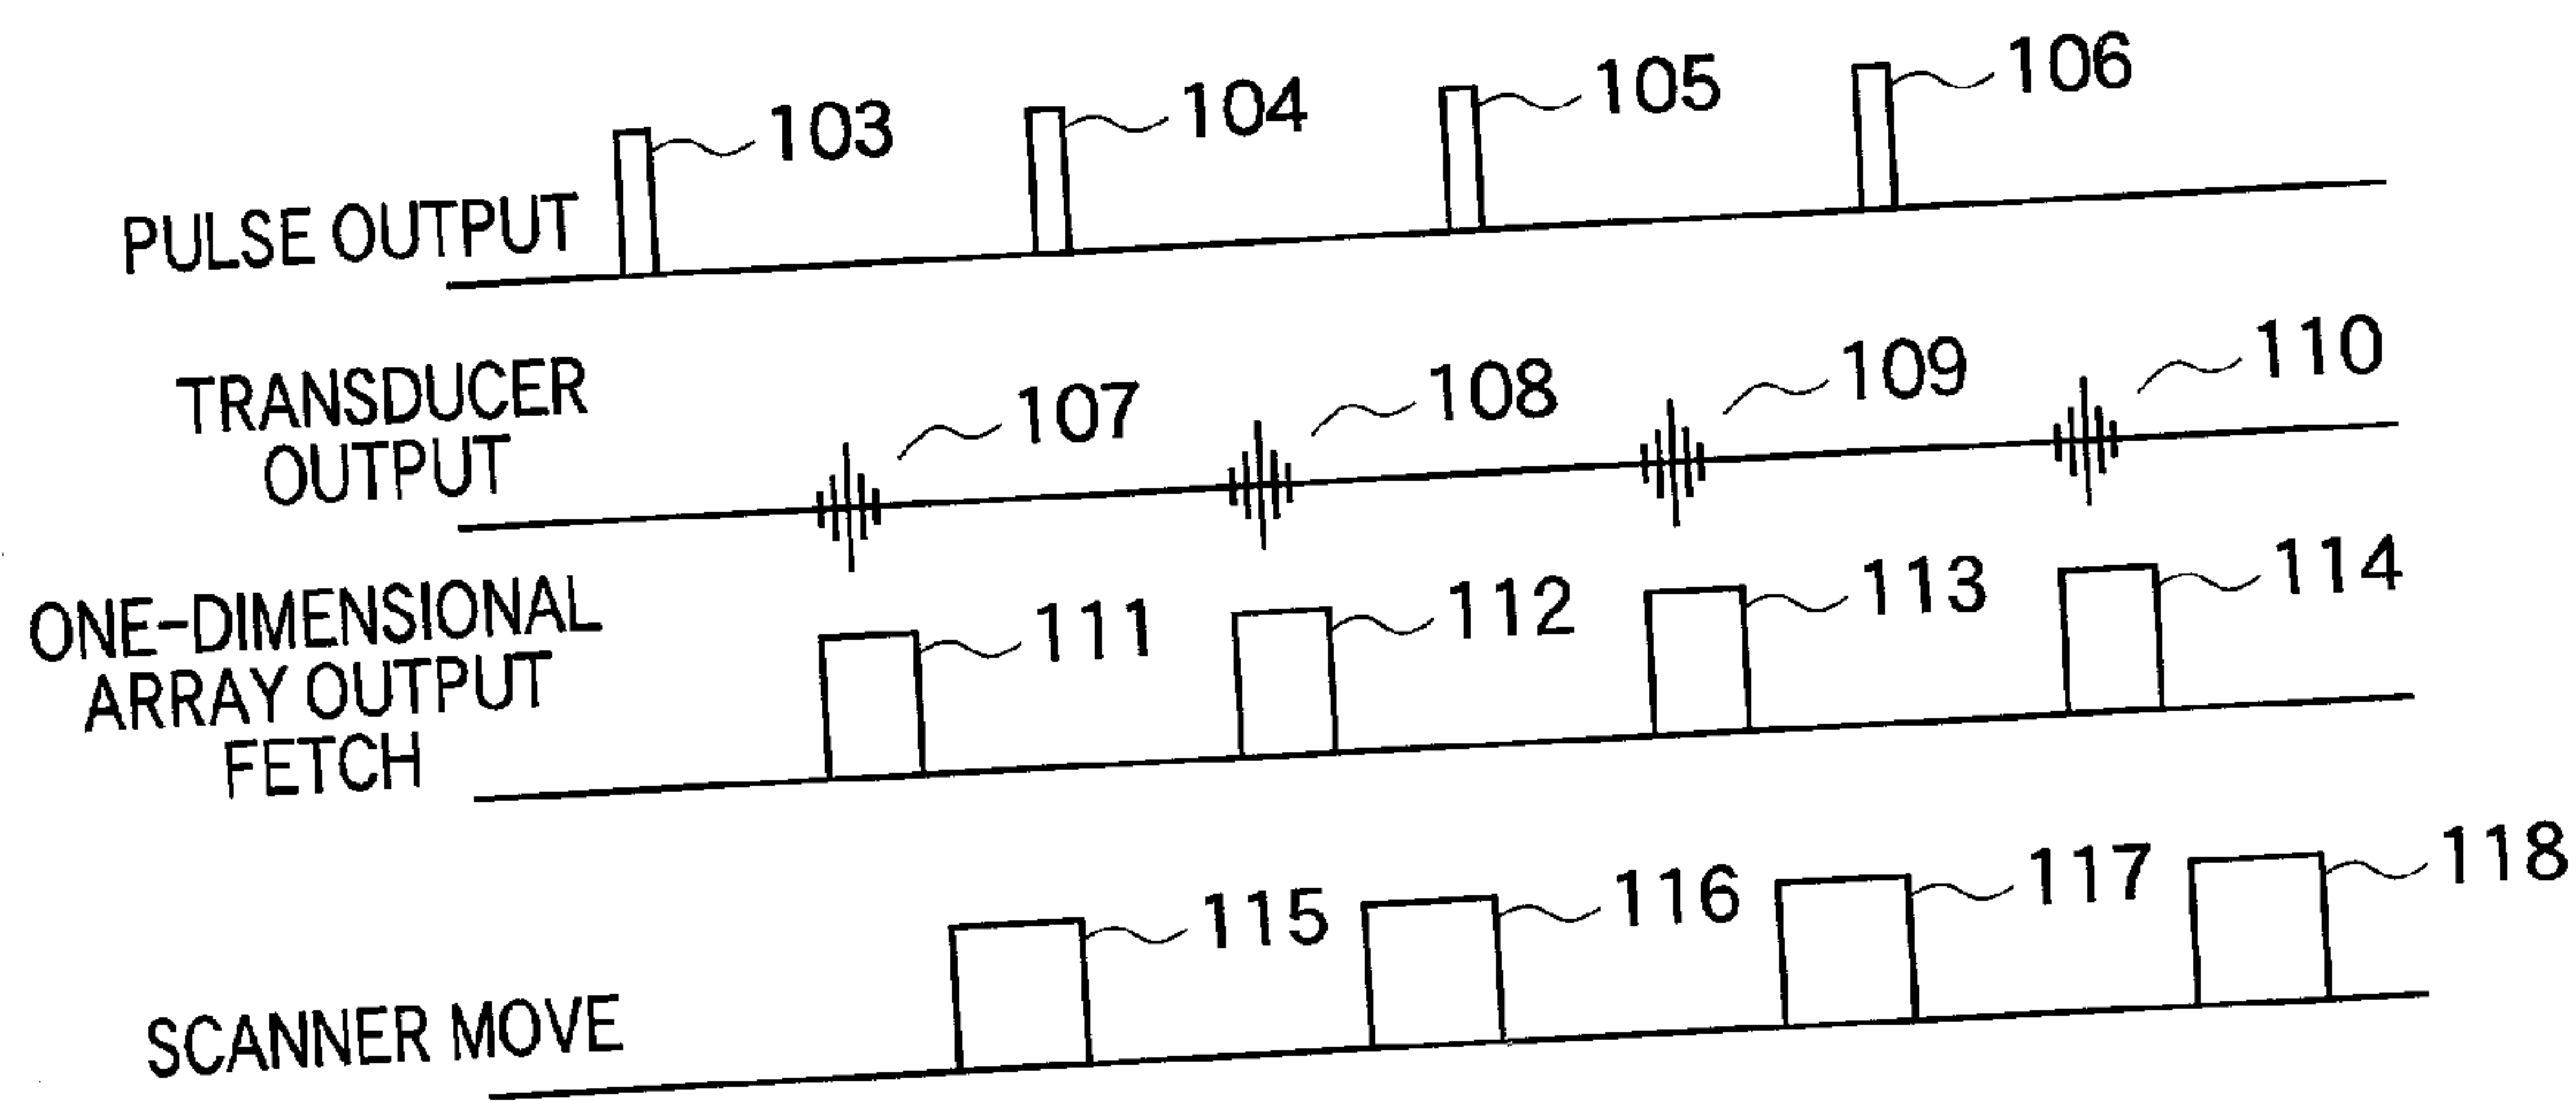 103 104 105 106
PULSE OUTPUT
107 108 109 110
TRANSDUCER
OUTPUT
111 112 113 114
ONE-DIMENSIONAL
ARRAY OUTPUT
FETCH
115 116 117 118
SCANNER MOVE